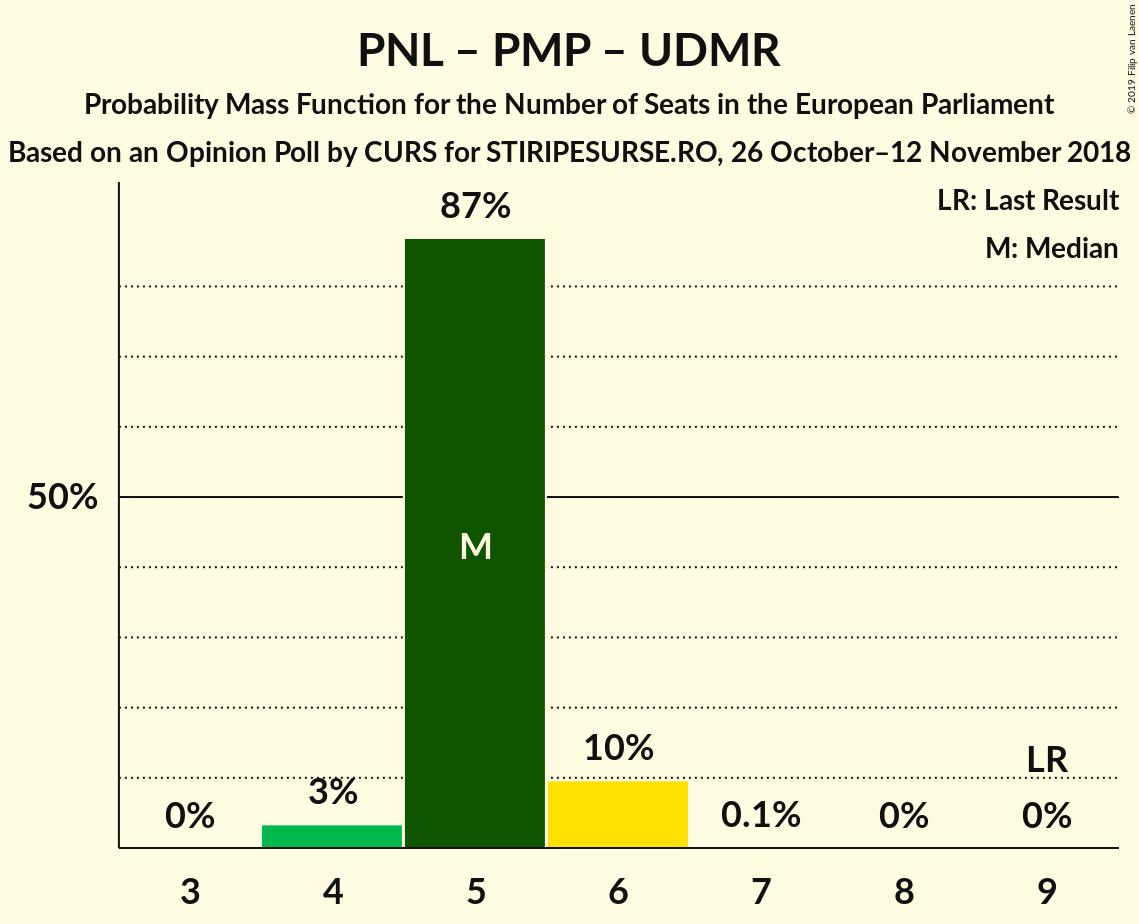 PNL – PMP – UDMR
Probability Mass Function for the Number of Seats in the European Parliament
Based on an Opinion Poll by CURS for STIRIPESURSE.RO, 26 October–12 November 2018
© 2019 Filip van Laenen
LR: Last Result
M: Median
87%
50%
M
10%
LR
3%
0%
0.1%
0%
0%
3 4 5 6 7 8 9